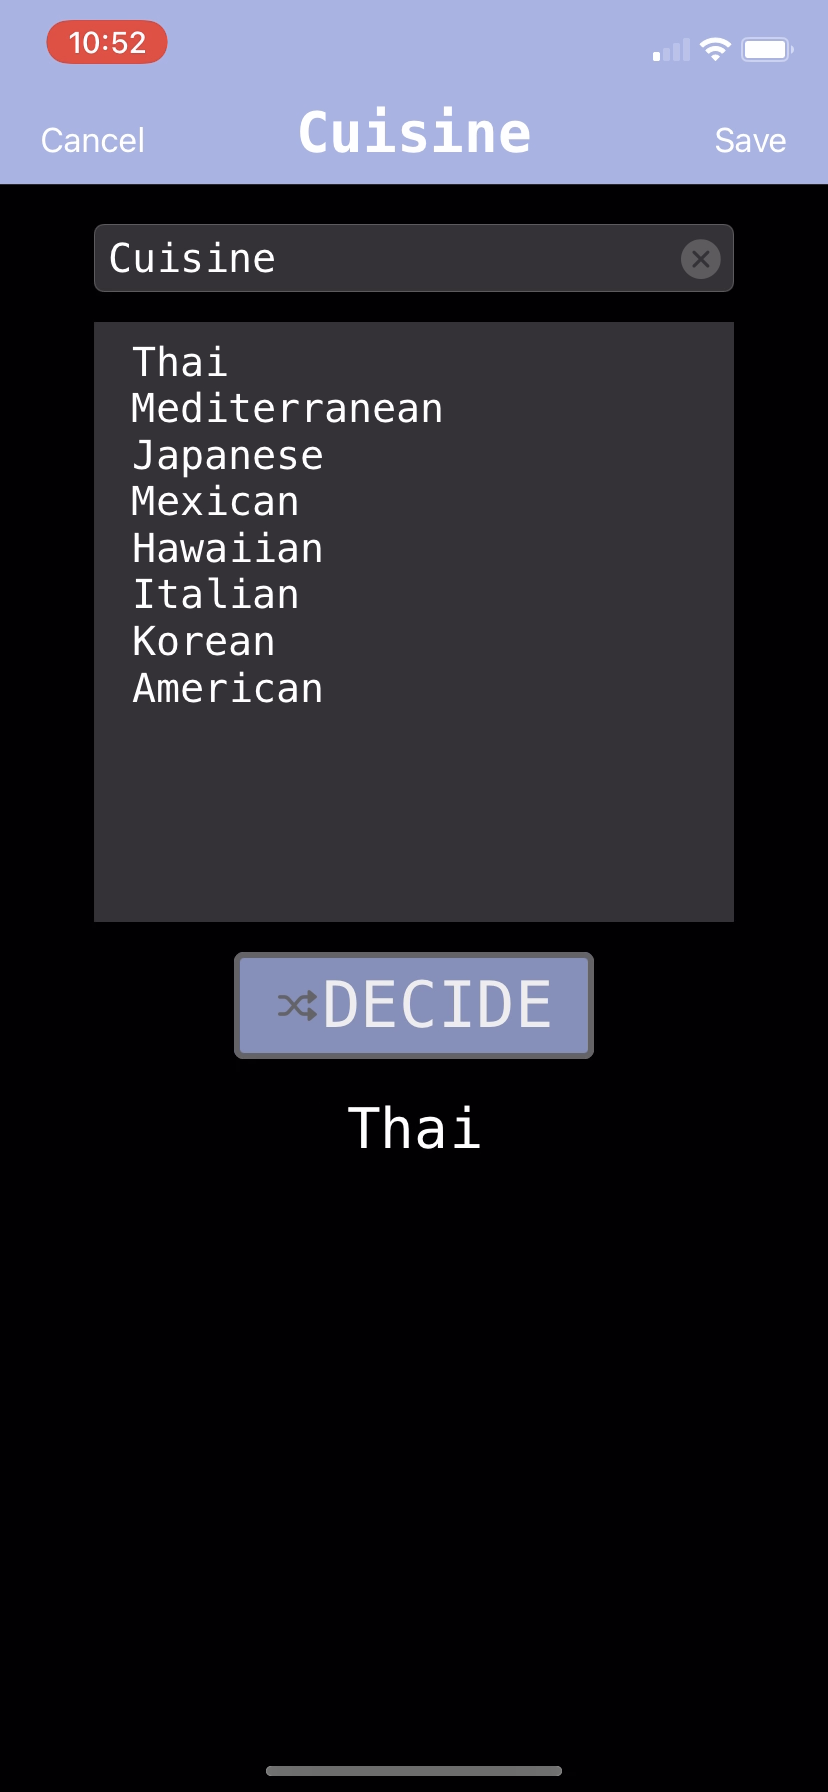 10:52
Cancel Cuisine Save
Cuisine
Thai
Mediterranean
Japanese
Mexican
Hawaiian
Italian
Korean
American
DECIDE
Thai